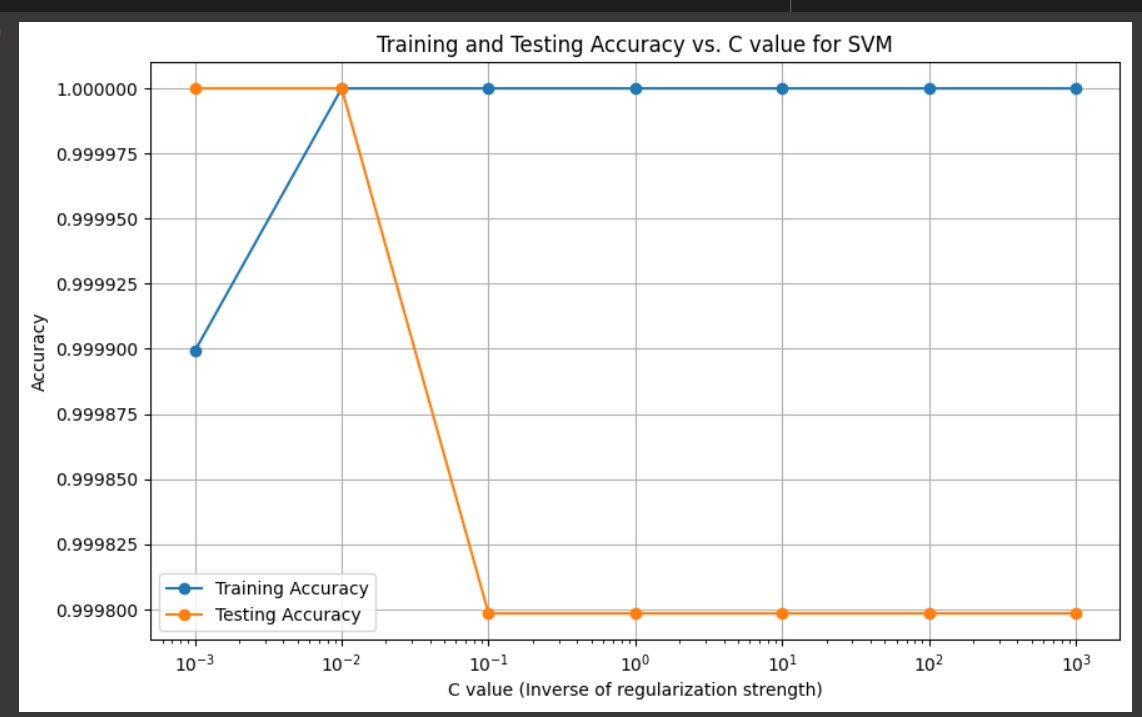 Training and Testing Accuracy vs. C value for SVM
1.000000
0.999975
0.999950
0.999925
0.999900
0.999875
0.999850
0.999825
0.999800
Accuracy
Training Accuracy
Testing Accuracy
10⁻³ 10⁻² 10⁻¹ 10⁰ 10¹ 10² 10³
C value (Inverse of regularization strength)